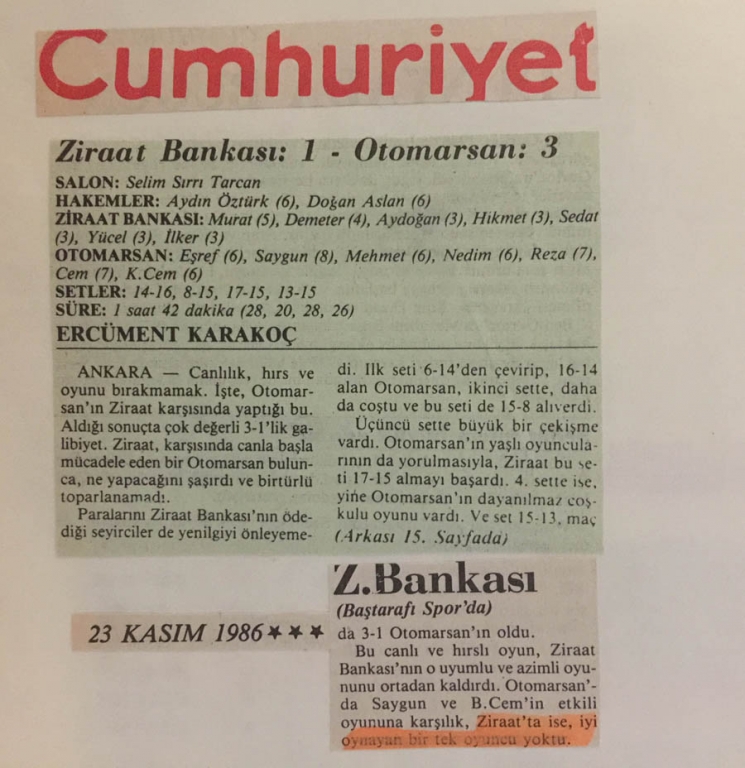 Cumhuriyet
Ziraat Bankası: 1 - Otomarsan: 3
SALON: Selim Sırrı Tarcan
HAKEMLER: Aydın Öztürk (6), Doğan Aslan (6)
ZİRAAT BANKASI: Murat (5), Demeter (4), Aydoğan (3), Hikmet (3), Sedat
(3), Yücel (3), İlker (3)
OTOMARSAN: Eşref (6), Saygun (8), Mehmet (6), Nedim (6), Reza (7),
Cem (7), K.Cem (6)
SETLER: 14-16, 8-15, 17-15, 13-15
SÜRE: 1 saat 42 dakika (28, 20, 28, 26)
ERCÜMENT KARAKOÇ
ANKARA — Canlılık, hırs ve
oyunu bırakmamak. İşte, Otomar-
san'ın Ziraat karşısında yaptığı bu.
Aldığı sonuçta çok değerli 3-1'lik ga-
libiyet. Ziraat, karşısında canla başla
mücadele eden bir Otomarsan bulun-
ca, ne yapacağını şaşırdı ve birtürlü
toparlanamadı.
Paralarını Ziraat Bankası'nın öde-
diği seyirciler de yenilgiyi önleyeme-
di. Ilk seti 6-14'den çevirip, 16-14
alan Otomarsan, ikinci sette, daha
da coştu ve bu seti de 15-8 alıverdi.
Üçüncü sette büyük bir çekişme
vardı. Otomarsan'ın yaşlı oyuncula-
rının da yorulmasıyla, Ziraat bu se-
ti 17-15 almayı başardı. 4. sette ise,
yine Otomarsan'ın dayanılmaz coş-
kulu oyunu vardı. Ve set 15-13, maç
(Arkası 15. Sayfada)
Z.Bankası
(Baştarafı Spor'da)
23 KASIM 1986★★★
da 3-1 Otomarsan'ın oldu.
Bu canlı ve hırslı oyun, Ziraat
Bankası'nın o uyumlu ve azimli oyu-
nunu ortadan kaldırdı. Otomarsan'-
da Saygun ve B.Cem'in etkili
oyununa karşılık, Ziraat'ta ise, iyi
oynayan bir tek oyuncu yoktu.